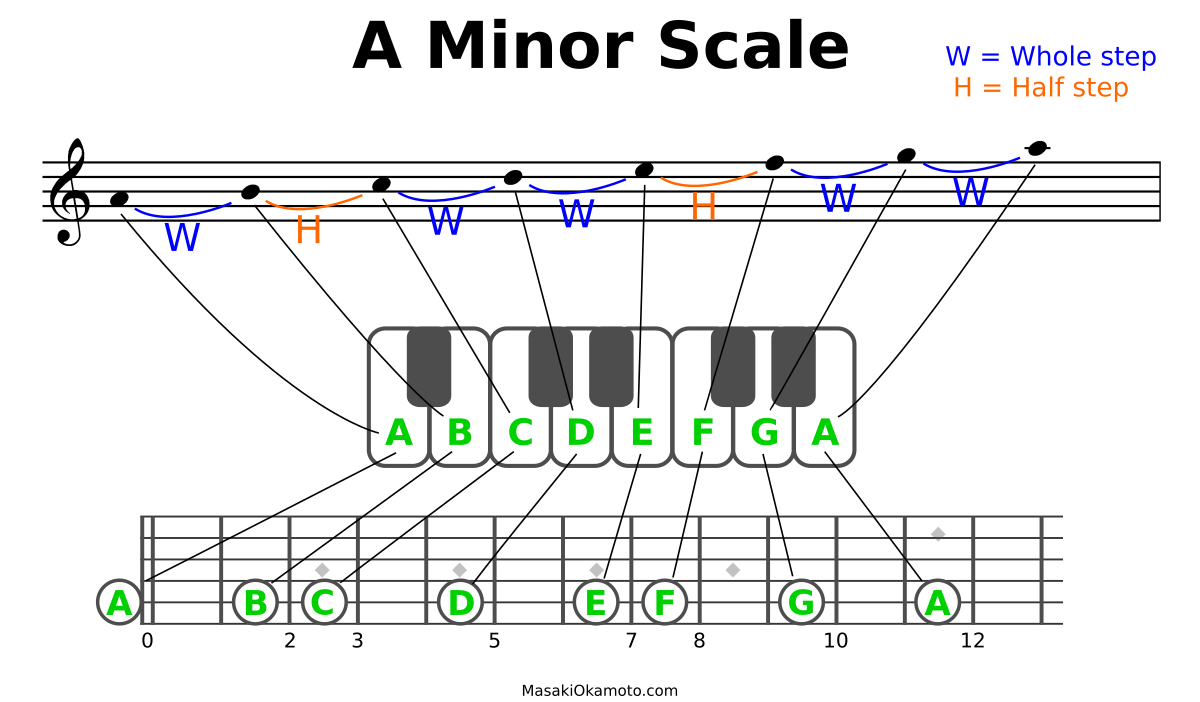 A Minor Scale
W = Whole step
H = Half step
W H W W H W W
A B C D E F G A
A B C D E F G A
0 2 3 5 7 8 10 12
MasakiOkamoto.com